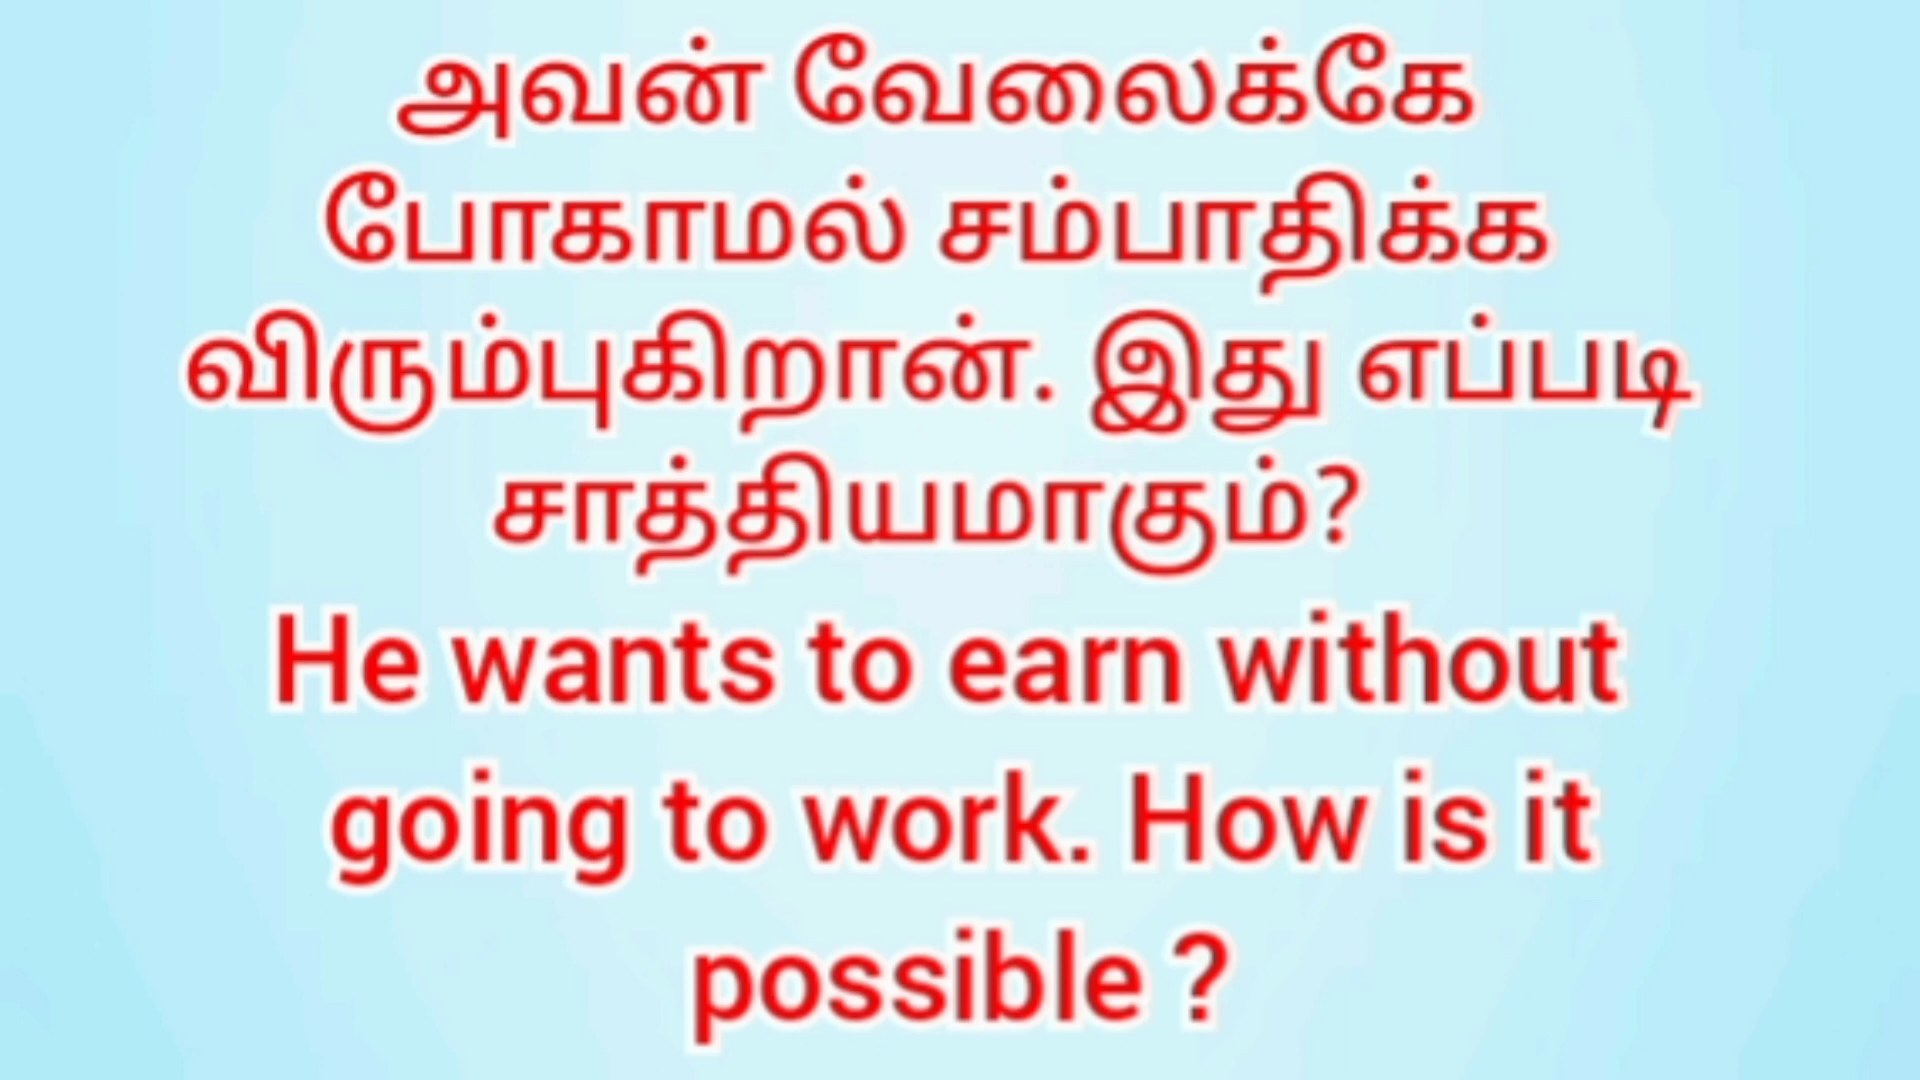 அவன் வேலைக்கே
போகாமல் சம்பாதிக்க
விரும்புகிறான். இது எப்படி
சாத்தியமாகும்?
He wants to earn without
going to work. How is it
possible ?